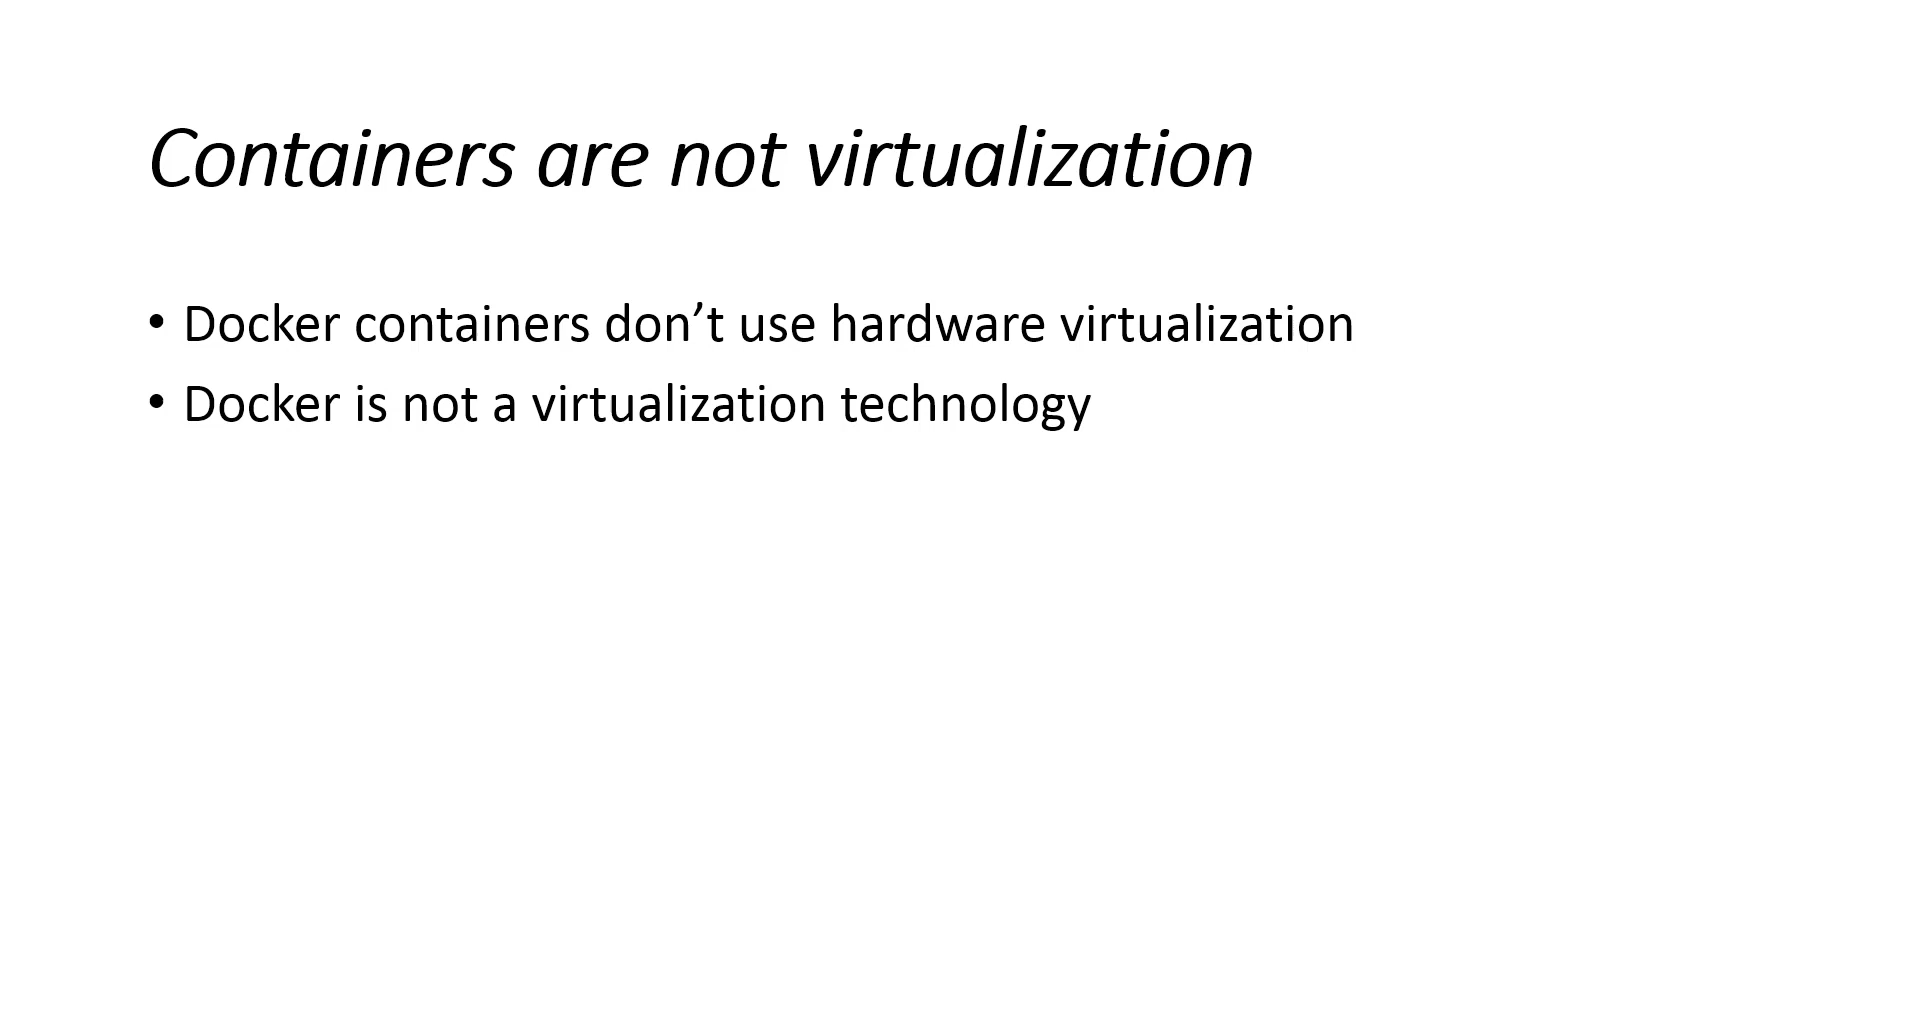 Containers are not virtualization
• Docker containers don’t use hardware virtualization
• Docker is not a virtualization technology